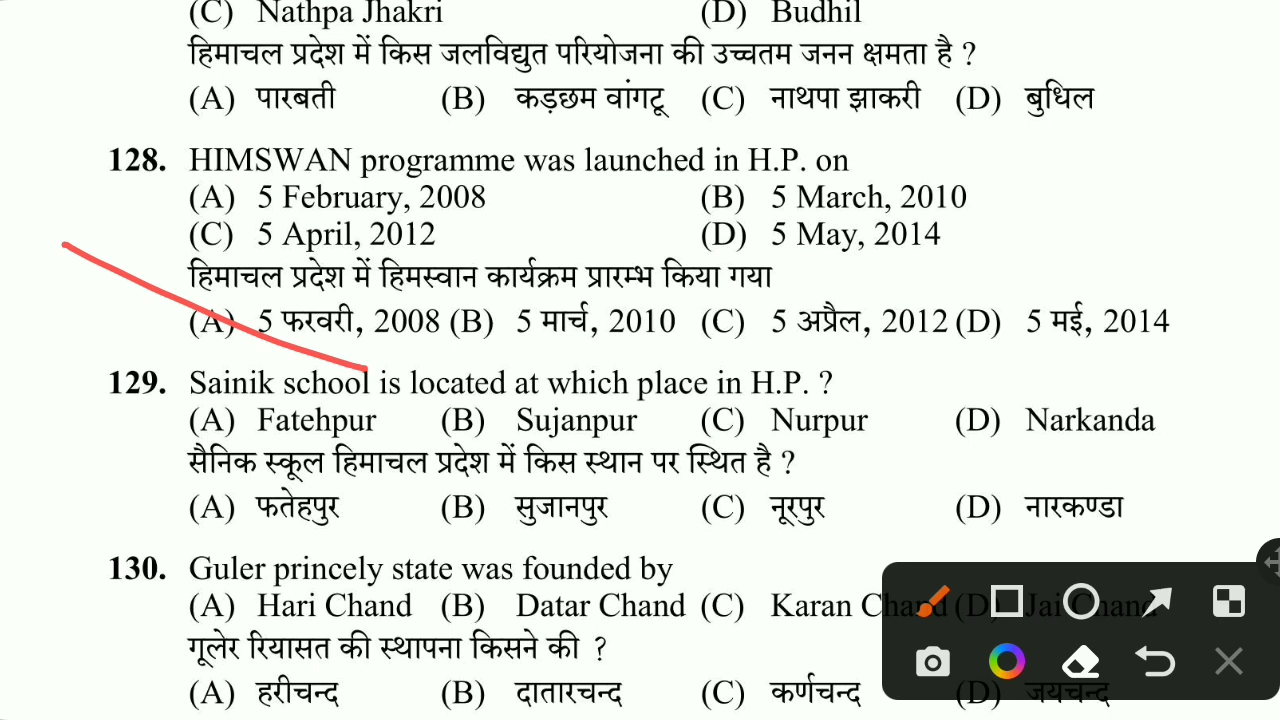 (C) Nathpa Jhakri (D) Budhil
हिमाचल प्रदेश में किस जलविद्युत परियोजना की उच्चतम जनन क्षमता है ?
(A) पारबती (B) कड़छम वांगटू (C) नाथपा झाकरी (D) बुधिल
128. HIMSWAN programme was launched in H.P. on
(A) 5 February, 2008 (B) 5 March, 2010
(C) 5 April, 2012 (D) 5 May, 2014
हिमाचल प्रदेश में हिमस्वान कार्यक्रम प्रारम्भ किया गया
(A) 5 फरवरी, 2008 (B) 5 मार्च, 2010 (C) 5 अप्रैल, 2012 (D) 5 मई, 2014
129. Sainik school is located at which place in H.P. ?
(A) Fatehpur (B) Sujanpur (C) Nurpur (D) Narkanda
सैनिक स्कूल हिमाचल प्रदेश में किस स्थान पर स्थित है ?
(A) फतेहपुर (B) सुजानपुर (C) नूरपुर (D) नारकण्डा
130. Guler princely state was founded by
(A) Hari Chand (B) Datar Chand (C) Karan Chand (D) Jai Chand
गूलेर रियासत की स्थापना किसने की ?
(A) हरीचन्द (B) दातारचन्द (C) कर्णचन्द (D) जयचन्द